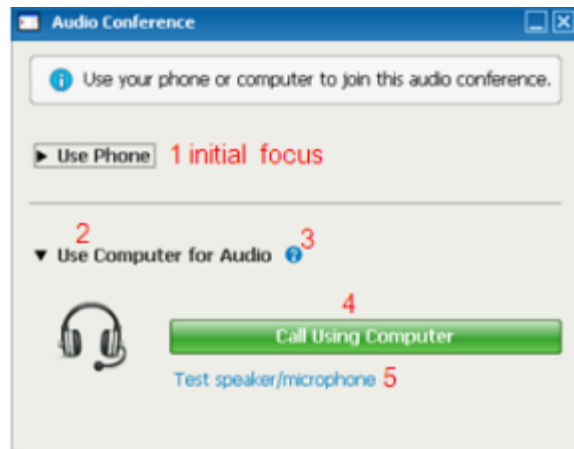 Audio Conference
Use your phone or computer to join this audio conference.
Use Phone 1 initial focus
2 3
Use Computer for Audio
4
Call Using Computer
Test speaker/microphone 5